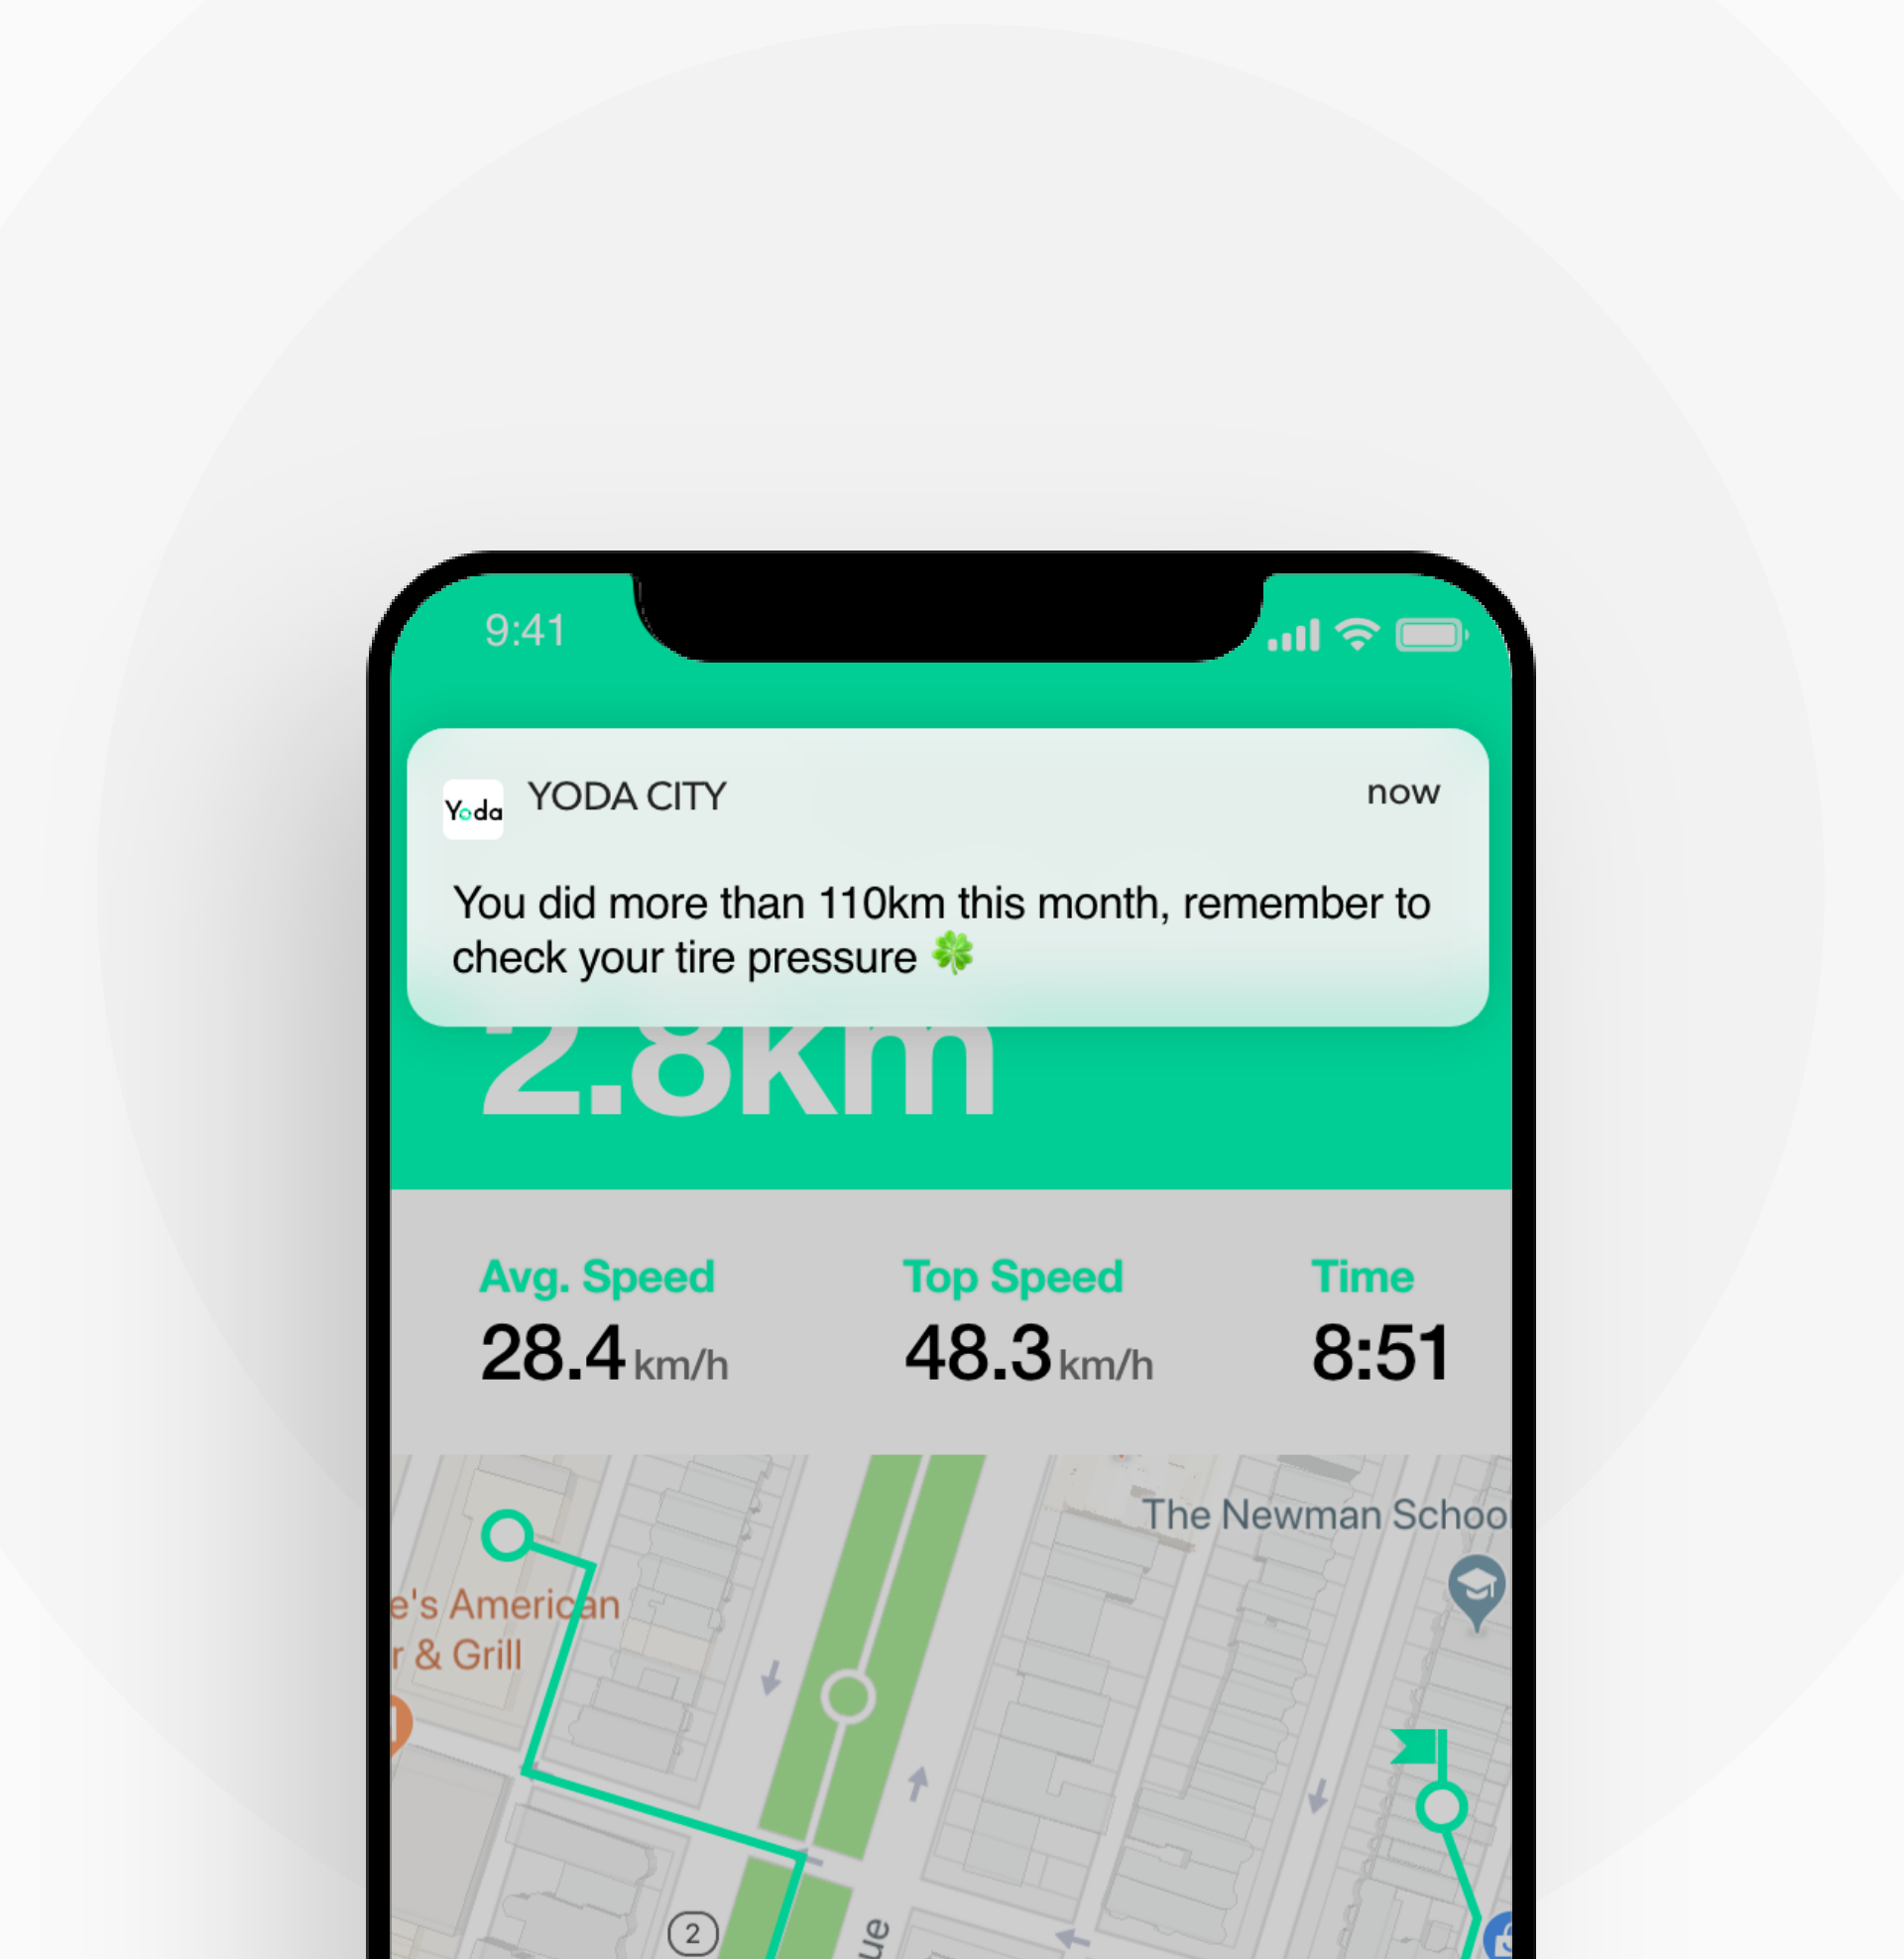 9:41
Yoda
YODA CITY
now
You did more than 110km this month, remember to
check your tire pressure 🍀
2.8km
Avg. Speed
Top Speed
Time
28.4 km/h
48.3 km/h
8:51
The Newman School
e's American
r & Grill
2
ue